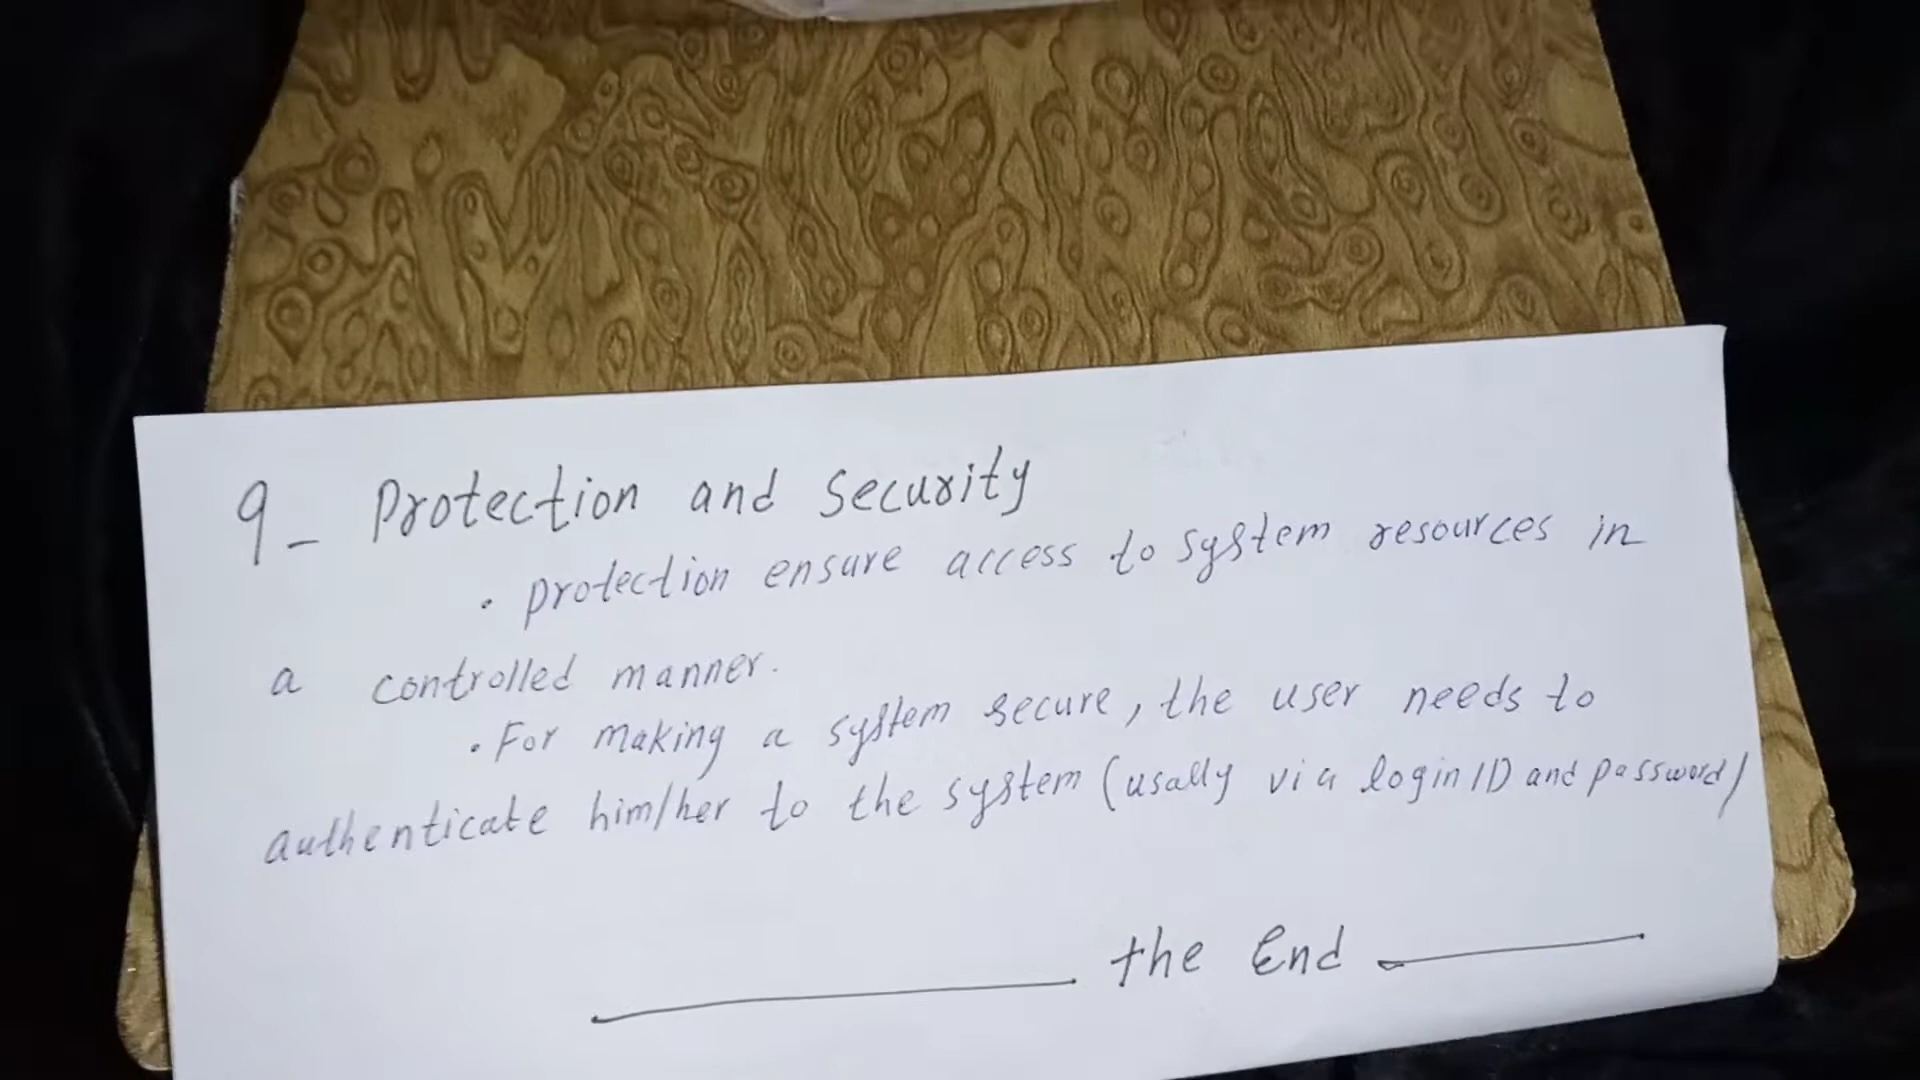 9_ Protection and Security
• protection ensure access to system resources in
a controlled manner.
• For making a system secure, the user needs to
authenticate him/her to the system (usally via login ID and password)
the End